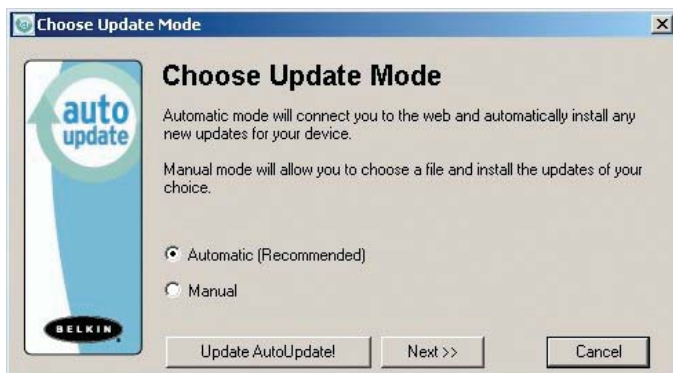 Choose Update Mode
auto
update
BELKIN
Choose Update Mode
Automatic mode will connect you to the web and automatically install any
new updates for your device.
Manual mode will allow you to choose a file and install the updates of your
choice.
Automatic (Recommended)
Manual
Update AutoUpdate!
Next >>
Cancel